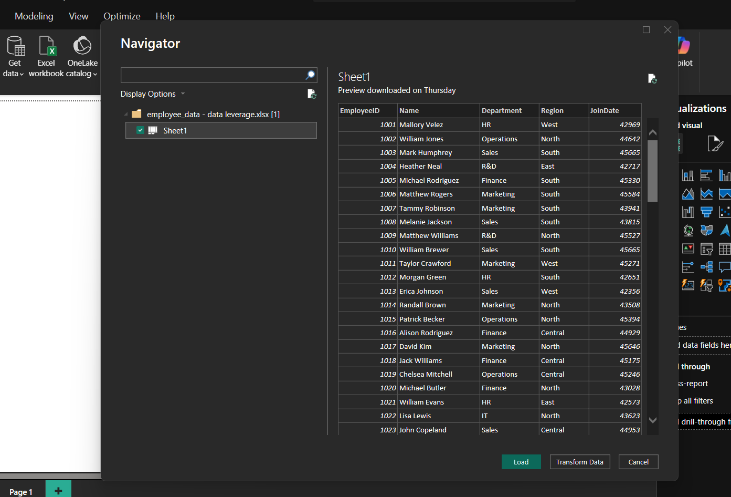 Modeling View Optimize Help
Get data
Excel workbook
OneLake catalog
pilot
Navigator
Display Options
employee_data - data leverage.xlsx [1]
Sheet1
Sheet1
Preview downloaded on Thursday
EmployeeID Name Department Region JoinDate
1001 Mallory Velez HR West 42969
1002 William Jones Operations North 44642
1003 Mark Humphrey Sales South 45665
1004 Heather Neal R&D East 42717
1005 Michael Rodriguez Finance South 45330
1006 Matthew Rogers Marketing South 45584
1007 Tammy Robinson Marketing South 43941
1008 Melanie Jackson Sales South 43815
1009 Matthew Williams R&D North 45527
1010 William Brewer Sales South 45665
1011 Taylor Crawford Marketing West 45271
1012 Morgan Green HR South 42651
1013 Erica Johnson Sales West 42356
1014 Randall Brown Marketing North 43508
1015 Patrick Becker Operations North 45394
1016 Alison Rodriguez Finance Central 44929
1017 David Kim Marketing North 45646
1018 Jack Williams Finance Central 45175
1019 Chelsea Mitchell Operations Central 45246
1020 Michael Butler Finance North 43028
1021 William Evans HR East 42573
1022 Lisa Lewis IT North 43623
1023 John Copeland Sales Central 44953
Load Transform Data Cancel
ualizations
d visual
es
d data fields her
l through
ss-report
p all filters
l drill-through f
Page 1
+